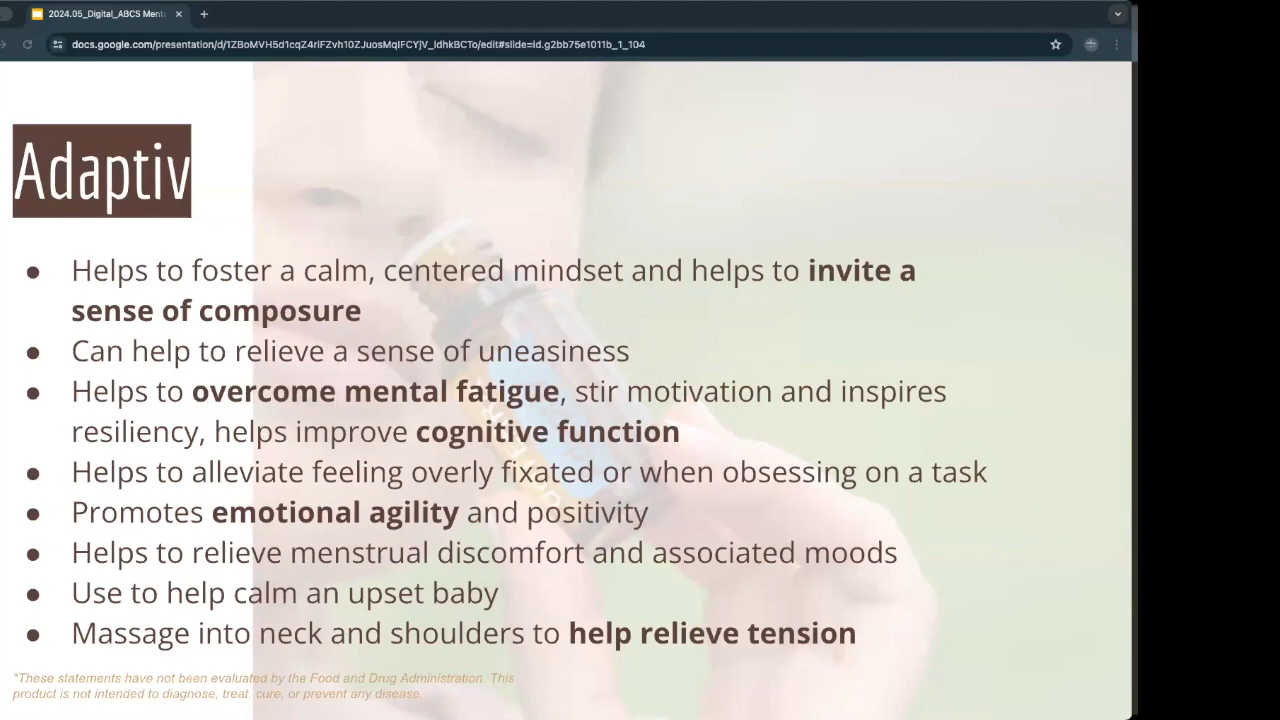 2024.05_Digital_ABCS Menta
docs.google.com/presentation/d/1ZBoMVH5d1cqZ4rlFZvh10ZJuosMqIFCYjV_idhkBCTo/edit#slide=id.g2bb75e1011b_1_104
Adaptiv
● Helps to foster a calm, centered mindset and helps to invite a
sense of composure
● Can help to relieve a sense of uneasiness
● Helps to overcome mental fatigue, stir motivation and inspires
resiliency, helps improve cognitive function
● Helps to alleviate feeling overly fixated or when obsessing on a task
● Promotes emotional agility and positivity
● Helps to relieve menstrual discomfort and associated moods
● Use to help calm an upset baby
● Massage into neck and shoulders to help relieve tension
*These statements have not been evaluated by the Food and Drug Administration. This
product is not intended to diagnose, treat, cure, or prevent any disease.